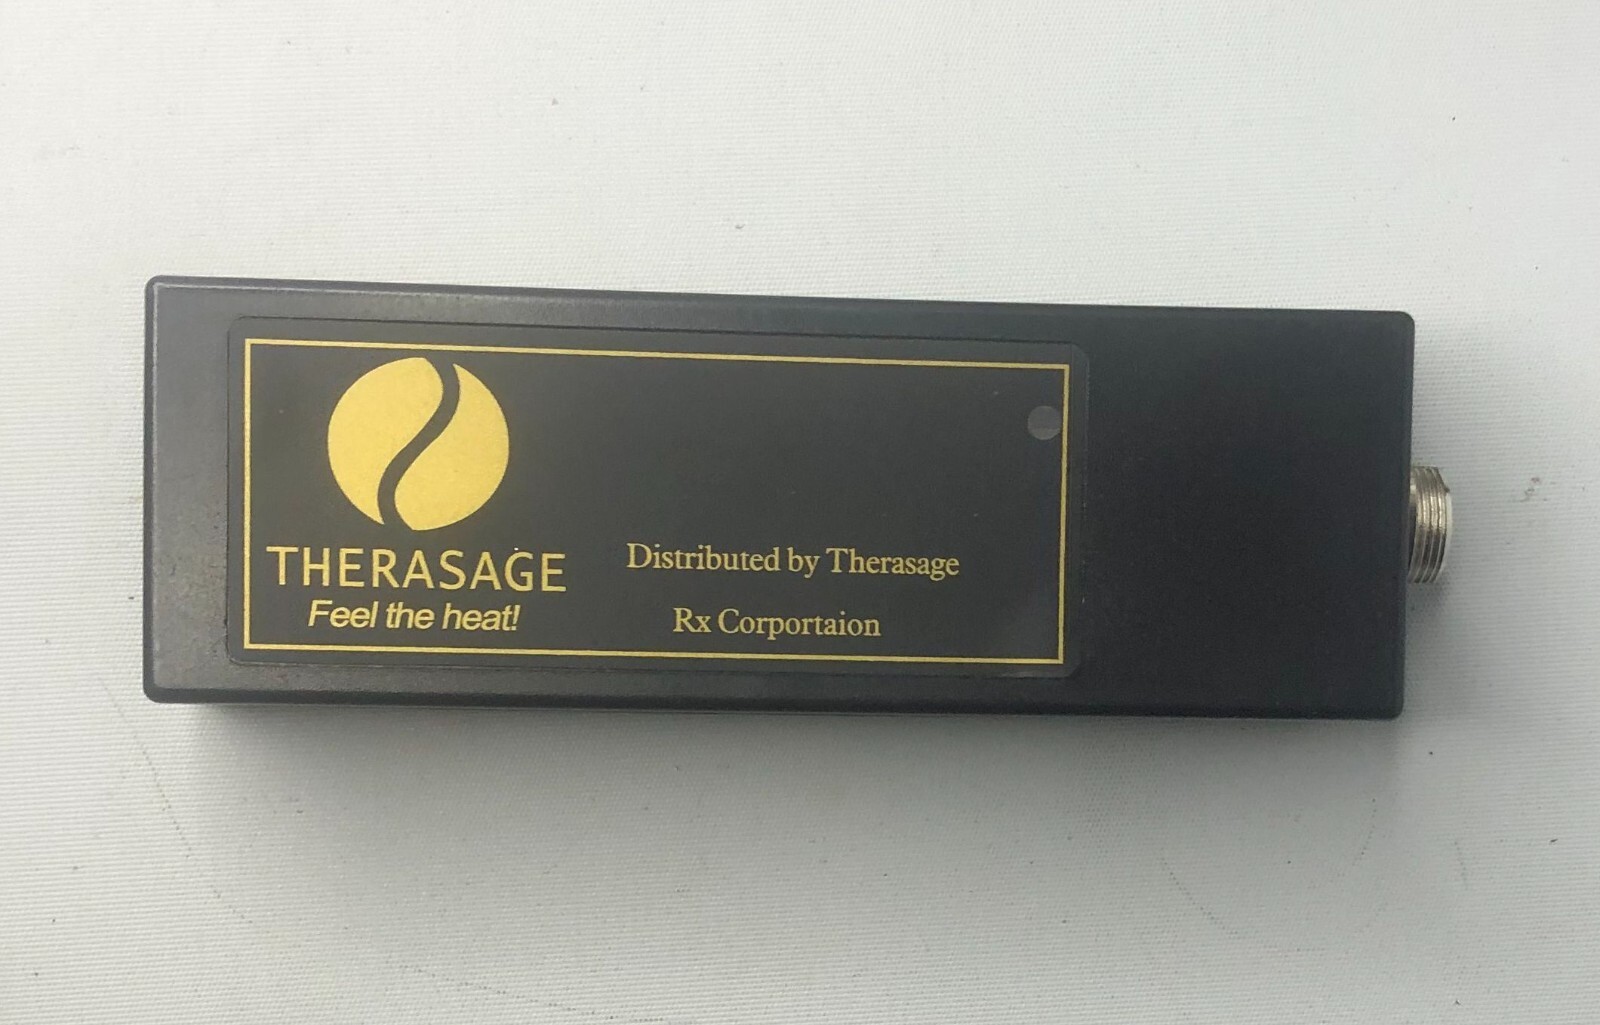 THERASAGE
Feel the heat!
Distributed by Therasage
Rx Corportaion